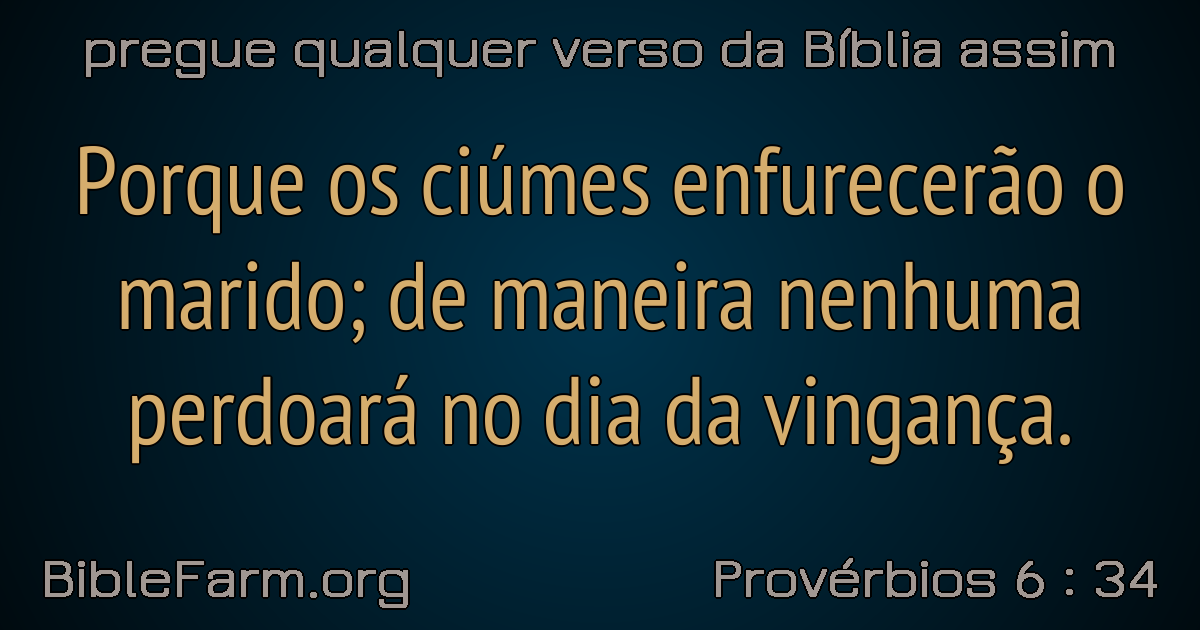 pregue qualquer verso da Bíblia assim
Porque os ciúmes enfurecerão o
marido; de maneira nenhuma
perdoará no dia da vingança.
BibleFarm.org
Provérbios 6 : 34